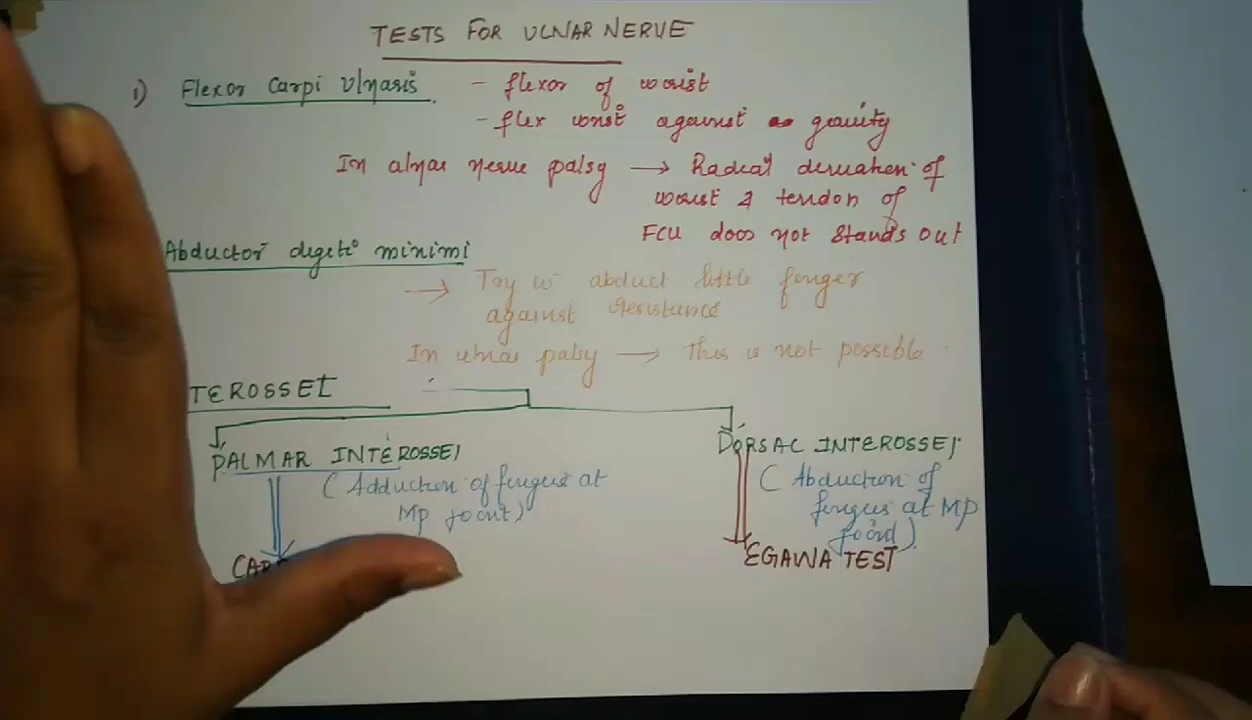 TESTS FOR ULNAR NERVE
1) Flexor Carpi Ulnaris - flexor of wrist
- flex wrist against gravity
In ulnar nerve palsy → Radial deviation of
wrist & tendon of
FCU does not stands out
Abductor digiti minimi
→ Try to abduct little finger
against resistance
In ulnar palsy → This is not possible
TEROSSEI
PALMAR INTEROSSEI
(Adduction of fingers at
MP joint)
CAR
DORSAL INTEROSSEI
(Abduction of
fingers at MP
joint).
EGAWA TEST